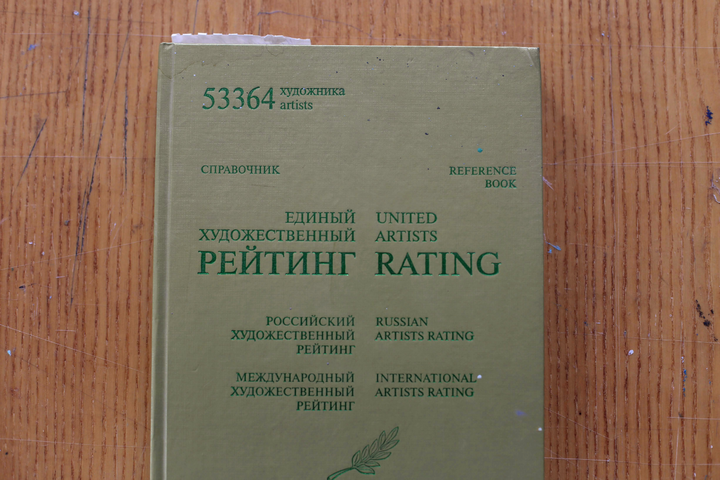 53364 художника
artists
СПРАВОЧНИК
REFERENCE
BOOK
ЕДИНЫЙ
ХУДОЖЕСТВЕННЫЙ
РЕЙТИНГ
UNITED
ARTISTS
RATING
РОССИЙСКИЙ
ХУДОЖЕСТВЕННЫЙ
РЕЙТИНГ
RUSSIAN
ARTISTS RATING
МЕЖДУНАРОДНЫЙ
ХУДОЖЕСТВЕННЫЙ
РЕЙТИНГ
INTERNATIONAL
ARTISTS RATING